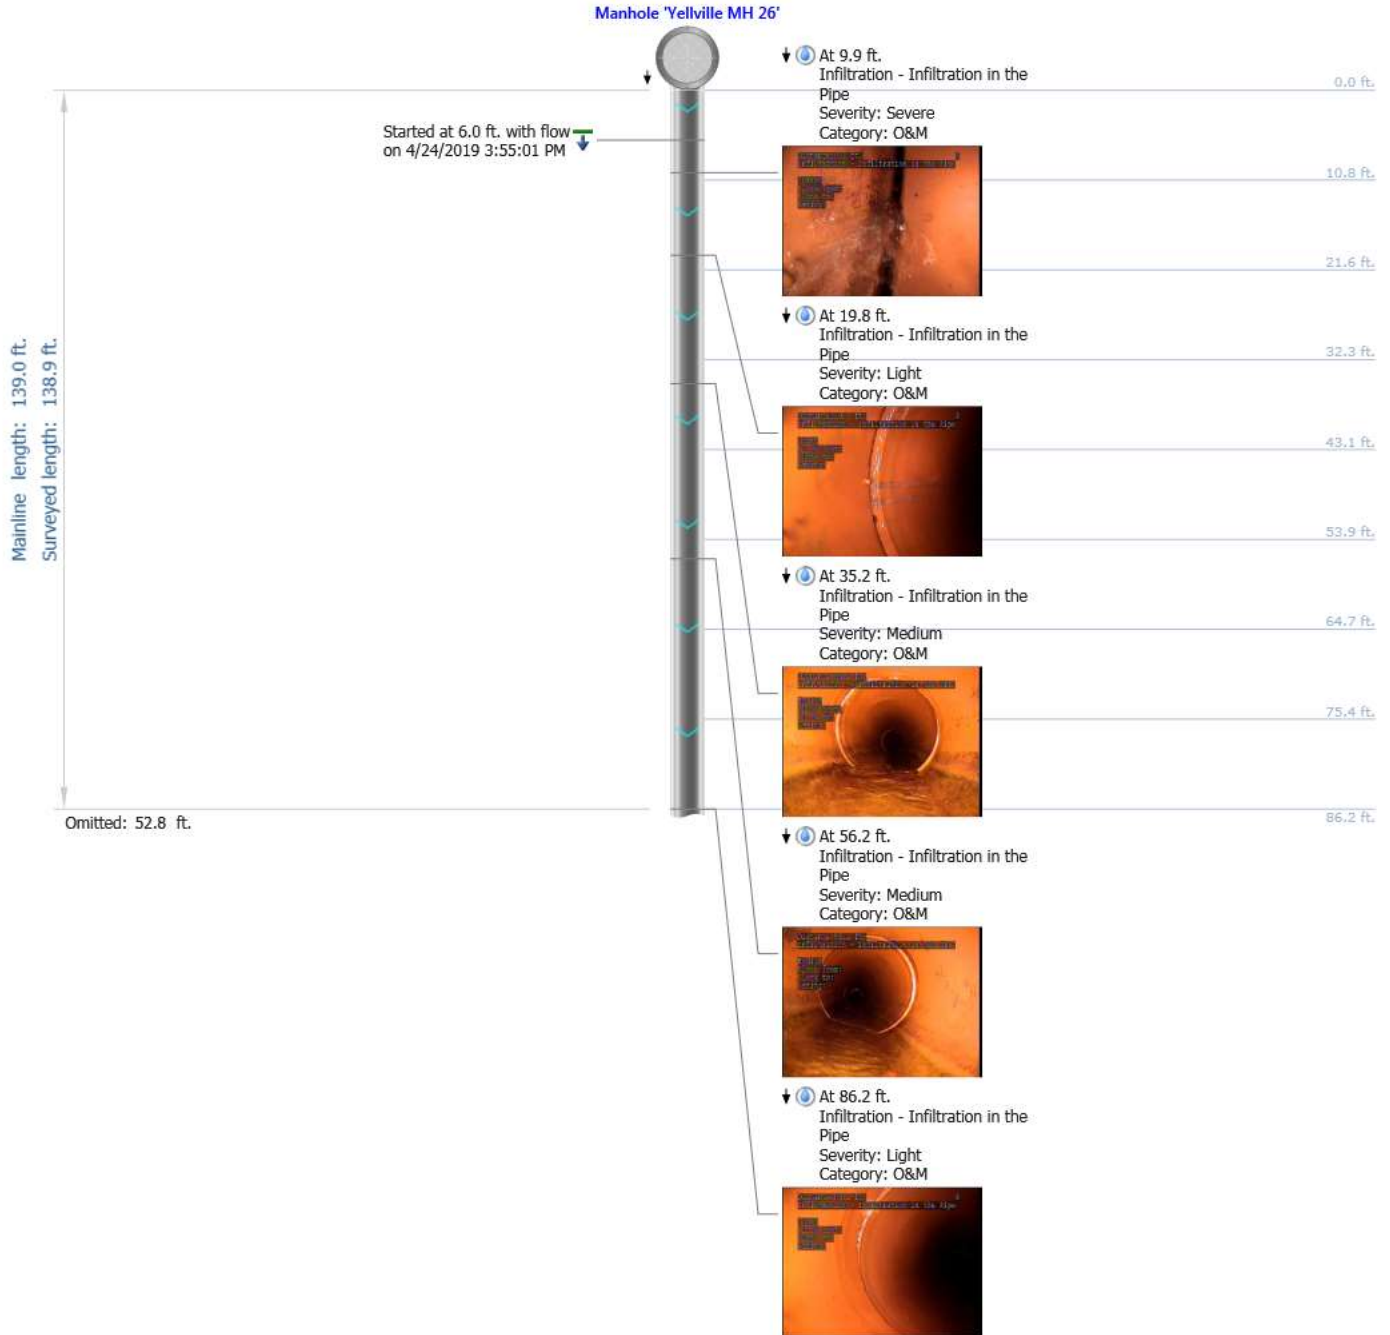 Manhole 'Yellville MH 26'
Started at 6.0 ft. with flow
on 4/24/2019 3:55:01 PM
Mainline length: 139.0 ft.
Surveyed length: 138.9 ft.
Omitted: 52.8 ft.
At 9.9 ft.
Infiltration - Infiltration in the
Pipe
Severity: Severe
Category: O&M
At 19.8 ft.
Infiltration - Infiltration in the
Pipe
Severity: Light
Category: O&M
At 35.2 ft.
Infiltration - Infiltration in the
Pipe
Severity: Medium
Category: O&M
At 56.2 ft.
Infiltration - Infiltration in the
Pipe
Severity: Medium
Category: O&M
At 86.2 ft.
Infiltration - Infiltration in the
Pipe
Severity: Light
Category: O&M
0.0 ft.
10.8 ft.
21.6 ft.
32.3 ft.
43.1 ft.
53.9 ft.
64.7 ft.
75.4 ft.
86.2 ft.